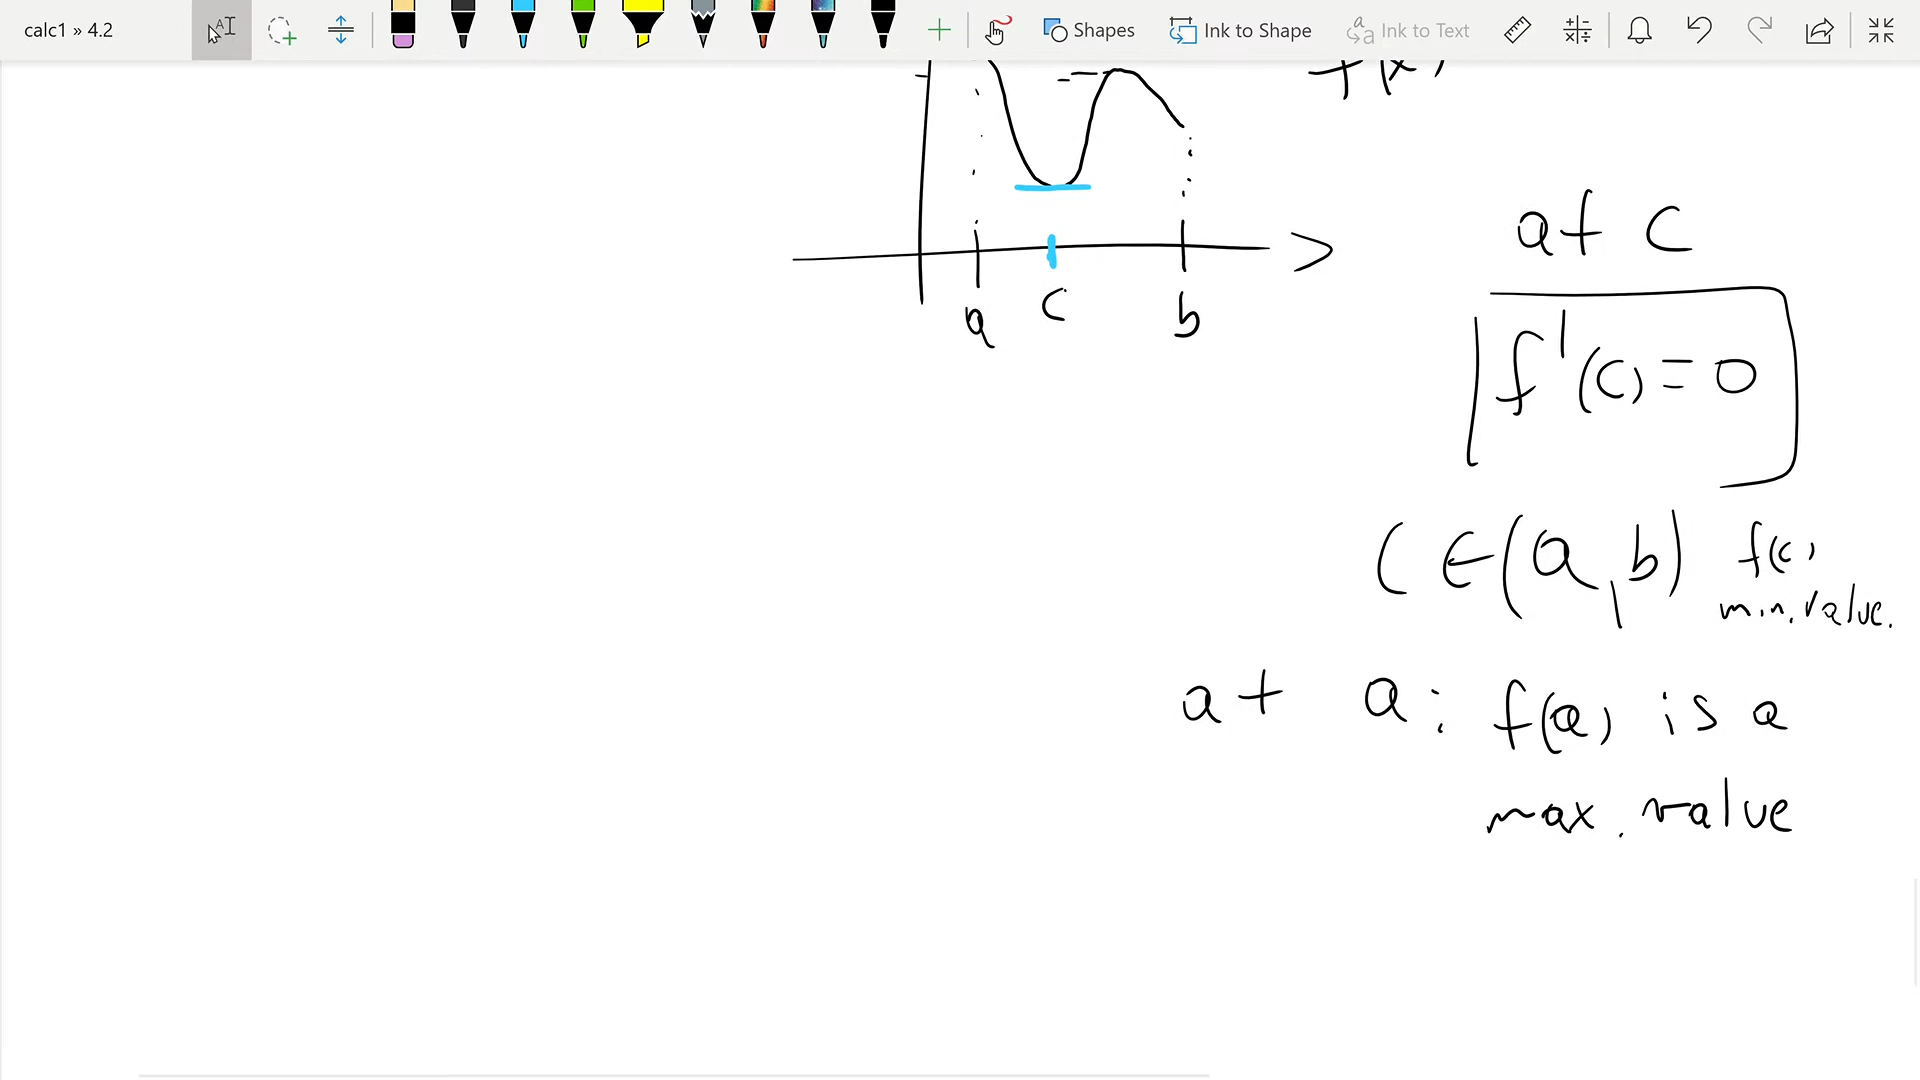 calc1 » 4.2
Shapes
Ink to Shape
Ink to Text
f(x)
a c b
at c
f'(c) = 0
c ∈ (a, b) f(c)
min. value.
at a: f(a) is a
max. value